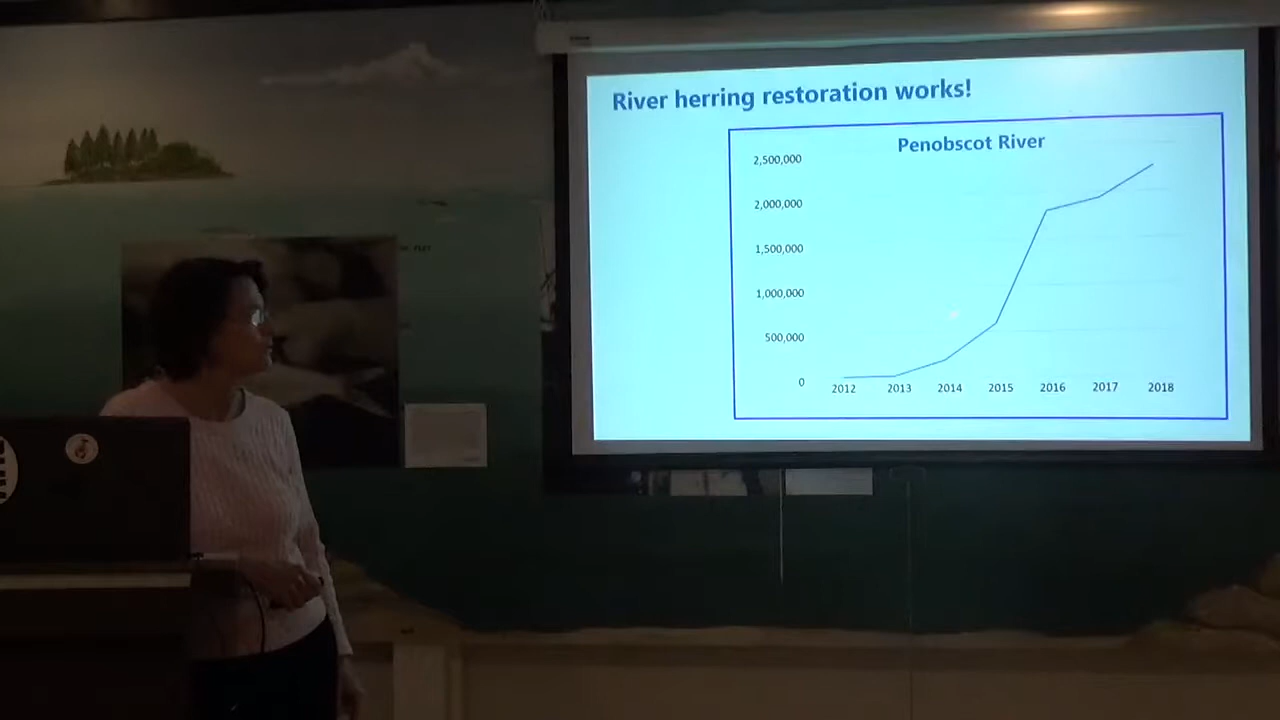 River herring restoration works!
Penobscot River
2,500,000
2,000,000
1,500,000
1,000,000
500,000
0
2012 2013 2014 2015 2016 2017 2018